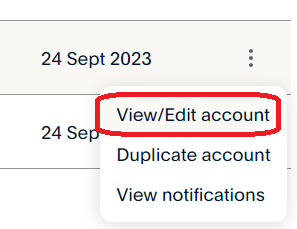 24 Sept 2023
View/Edit account
24 Sep
Duplicate account
View notifications